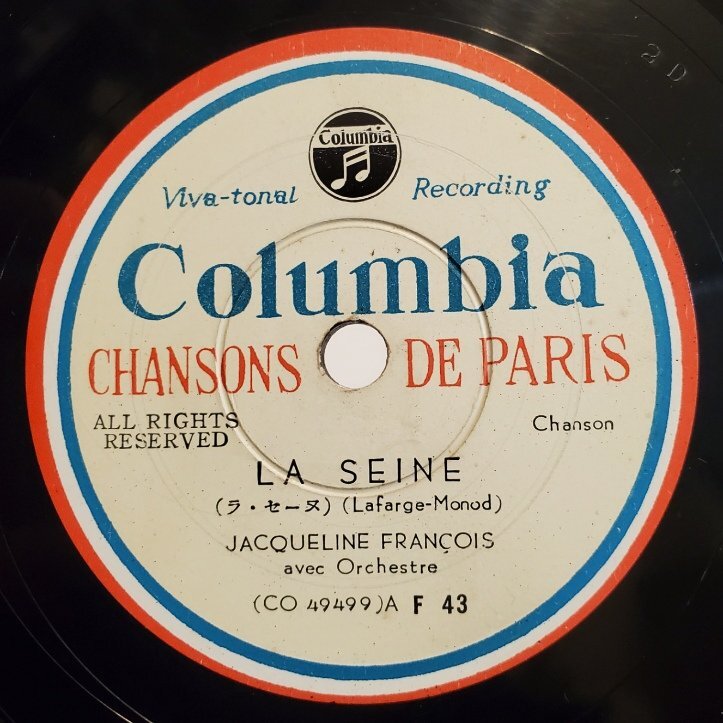 2 D
Columbia
Viva-tonal Recording
Columbia
CHANSONS DE PARIS
ALL RIGHTS
RESERVED
Chanson
LA SEINE
(ラ・セーヌ) (Lafarge-Monod)
JACQUELINE FRANÇOIS
avec Orchestre
(CO 49499)A F 43